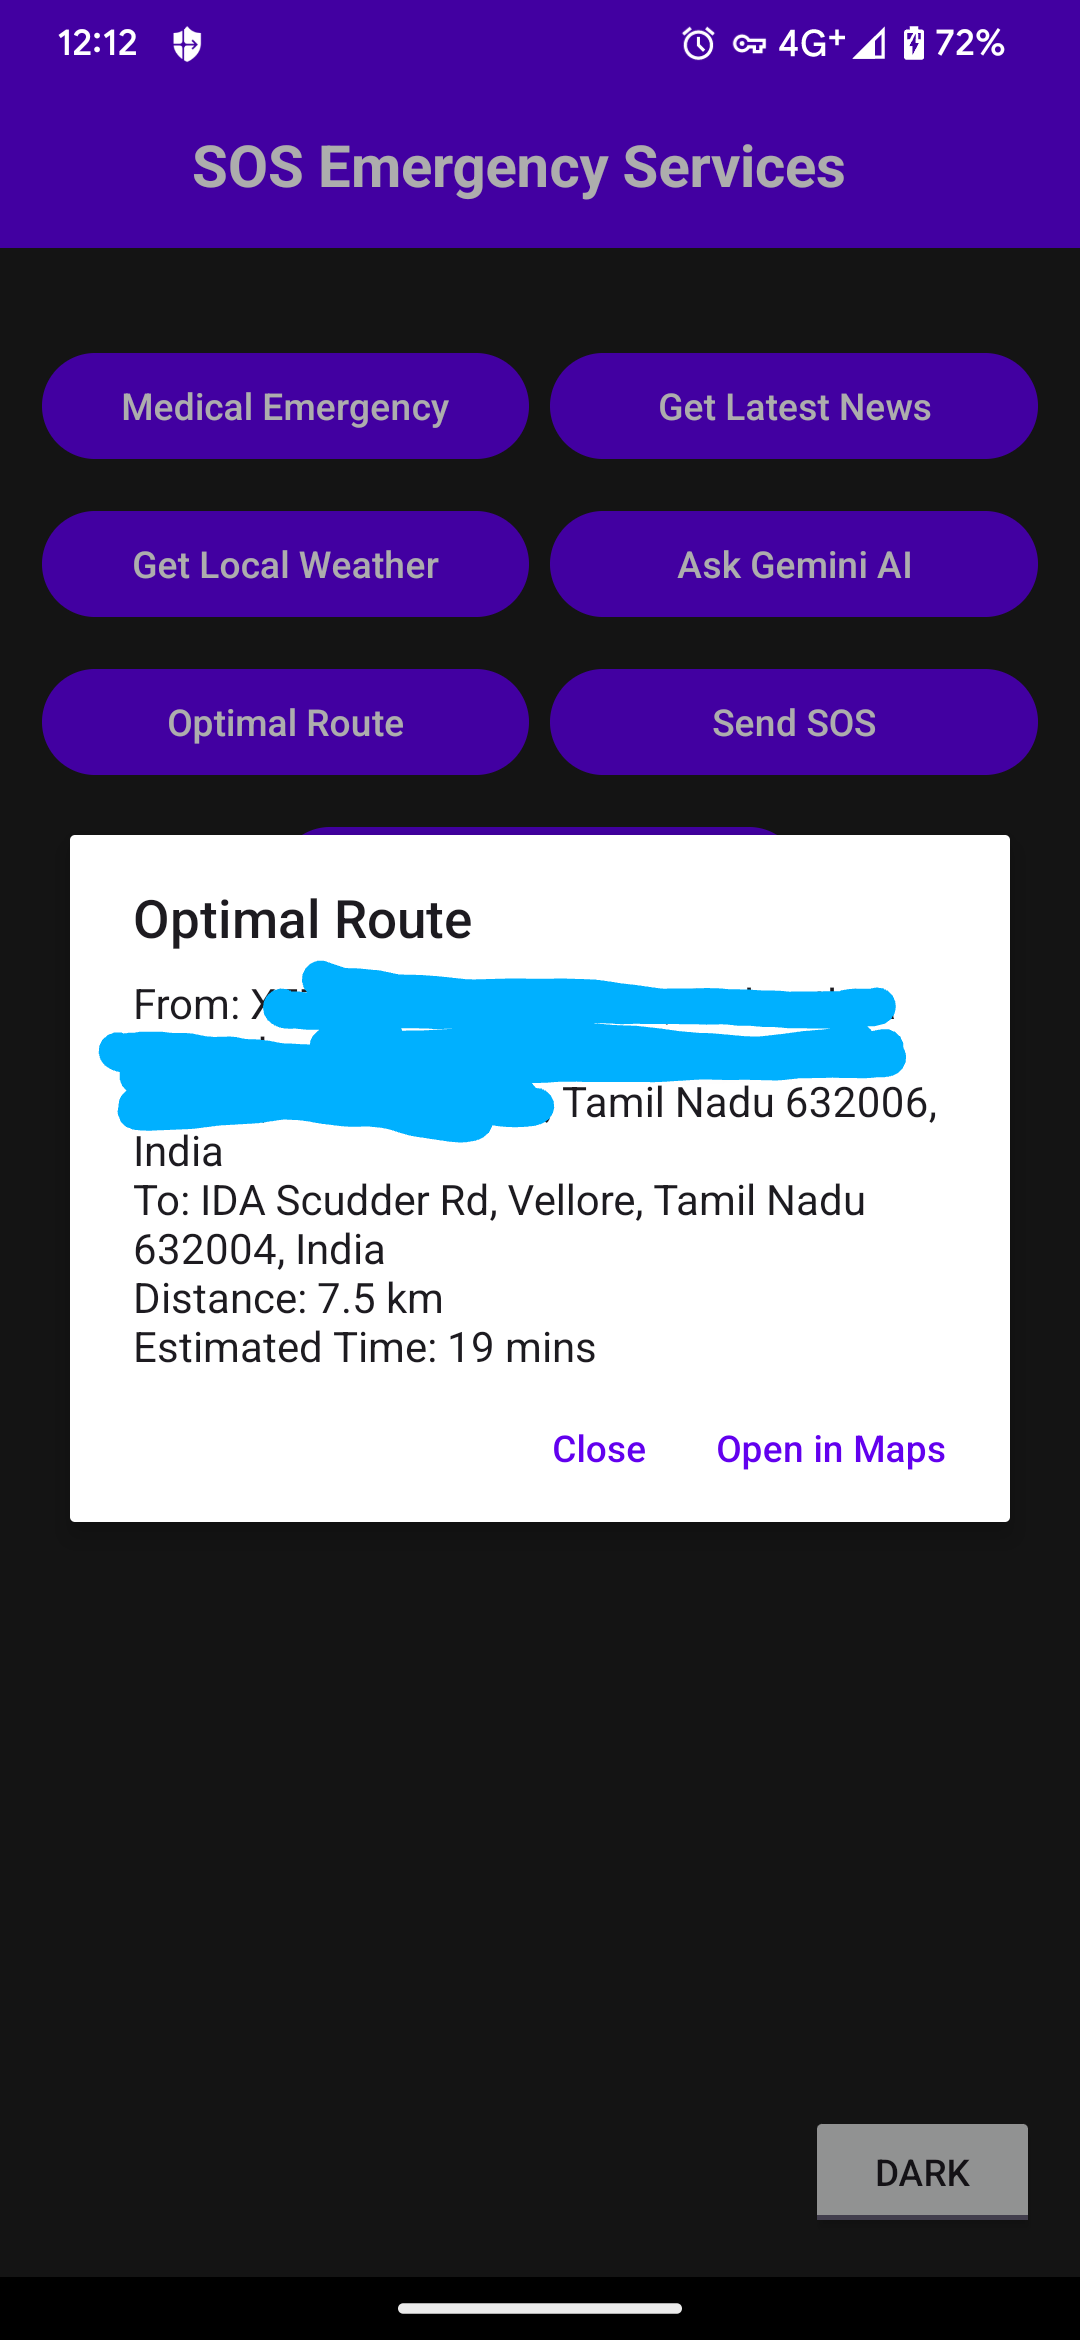 12:12 4G+ 72%
SOS Emergency Services
Medical Emergency
Get Latest News
Get Local Weather
Ask Gemini AI
Optimal Route
Send SOS
Optimal Route
From:
, Tamil Nadu 632006,
India
To: IDA Scudder Rd, Vellore, Tamil Nadu
632004, India
Distance: 7.5 km
Estimated Time: 19 mins
Close
Open in Maps
DARK